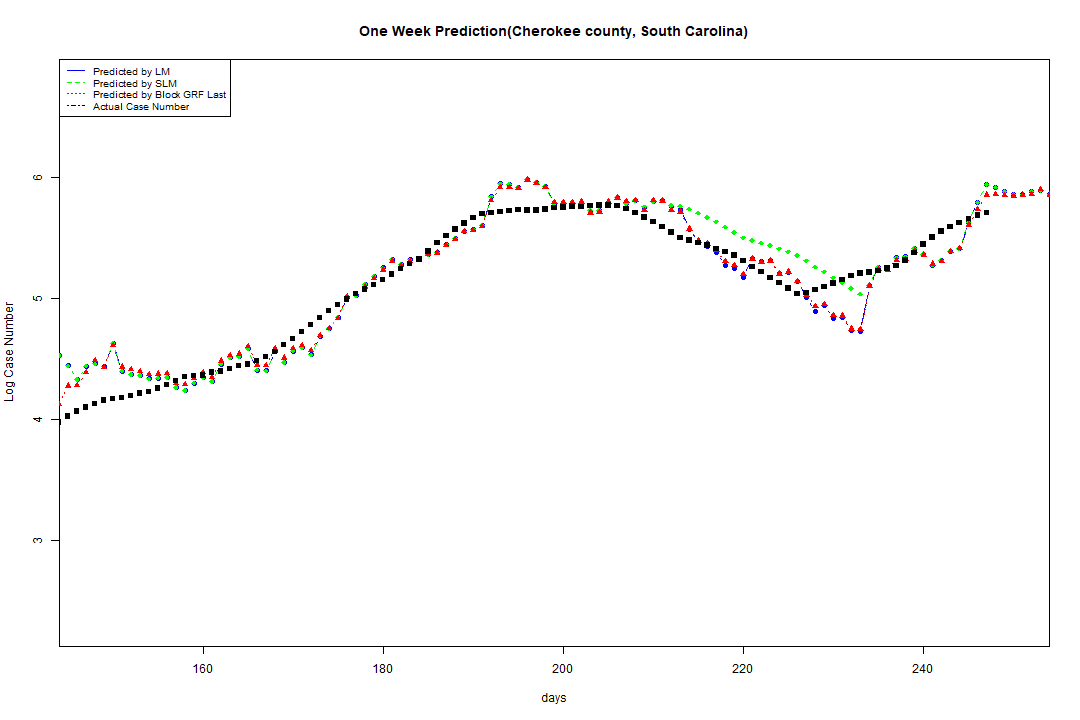 One Week Prediction(Cherokee county, South Carolina)
Predicted by LM
Predicted by SLM
Predicted by Block GRF Last
Actual Case Number
6
5
4
3
Log Case Number
160 180 200 220 240
days